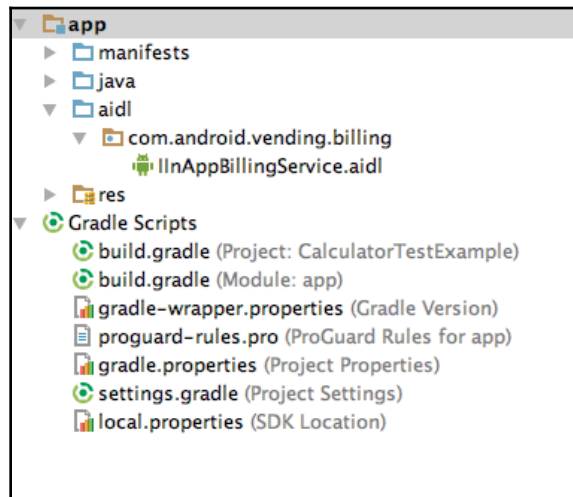 app
manifests
java
aidl
com.android.vending.billing
IInAppBillingService.aidl
res
Gradle Scripts
build.gradle (Project: CalculatorTestExample)
build.gradle (Module: app)
gradle-wrapper.properties (Gradle Version)
proguard-rules.pro (ProGuard Rules for app)
gradle.properties (Project Properties)
settings.gradle (Project Settings)
local.properties (SDK Location)